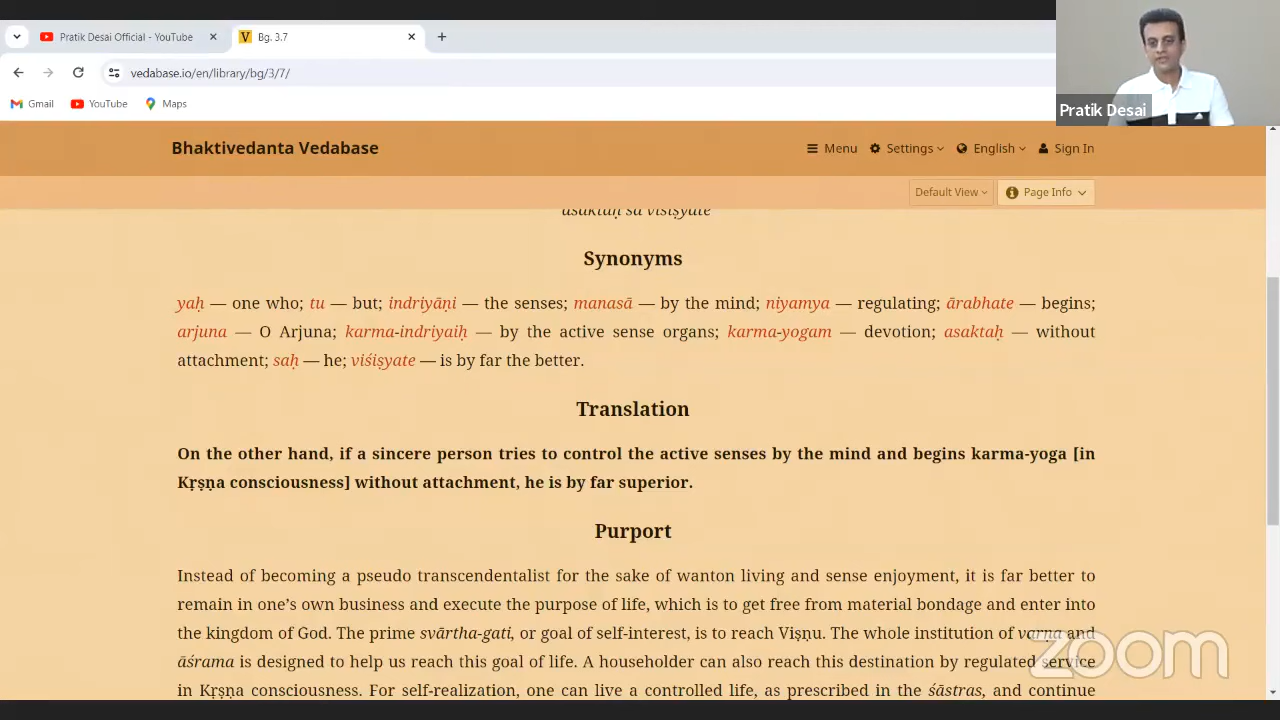 Pratik Desai Official - YouTube
Bg. 3.7
vedabase.io/en/library/bg/3/7/
Gmail
YouTube
Maps
Pratik Desai
Bhaktivedanta Vedabase
Menu
Settings
English
Sign In
Default View
Page Info
asaktaḥ sa viśiṣyate
Synonyms
yaḥ — one who; tu — but; indriyāṇi — the senses; manasā — by the mind; niyamya — regulating; ārabhate — begins;
arjuna — O Arjuna; karma-indriyaiḥ — by the active sense organs; karma-yogam — devotion; asaktaḥ — without
attachment; saḥ — he; viśiṣyate — is by far the better.
Translation
On the other hand, if a sincere person tries to control the active senses by the mind and begins karma-yoga [in
Kṛṣṇa consciousness] without attachment, he is by far superior.
Purport
Instead of becoming a pseudo transcendentalist for the sake of wanton living and sense enjoyment, it is far better to
remain in one’s own business and execute the purpose of life, which is to get free from material bondage and enter into
the kingdom of God. The prime svārtha-gati, or goal of self-interest, is to reach Viṣṇu. The whole institution of varṇa and
āśrama is designed to help us reach this goal of life. A householder can also reach this destination by regulated service
in Kṛṣṇa consciousness. For self-realization, one can live a controlled life, as prescribed in the śāstras, and continue
zoom